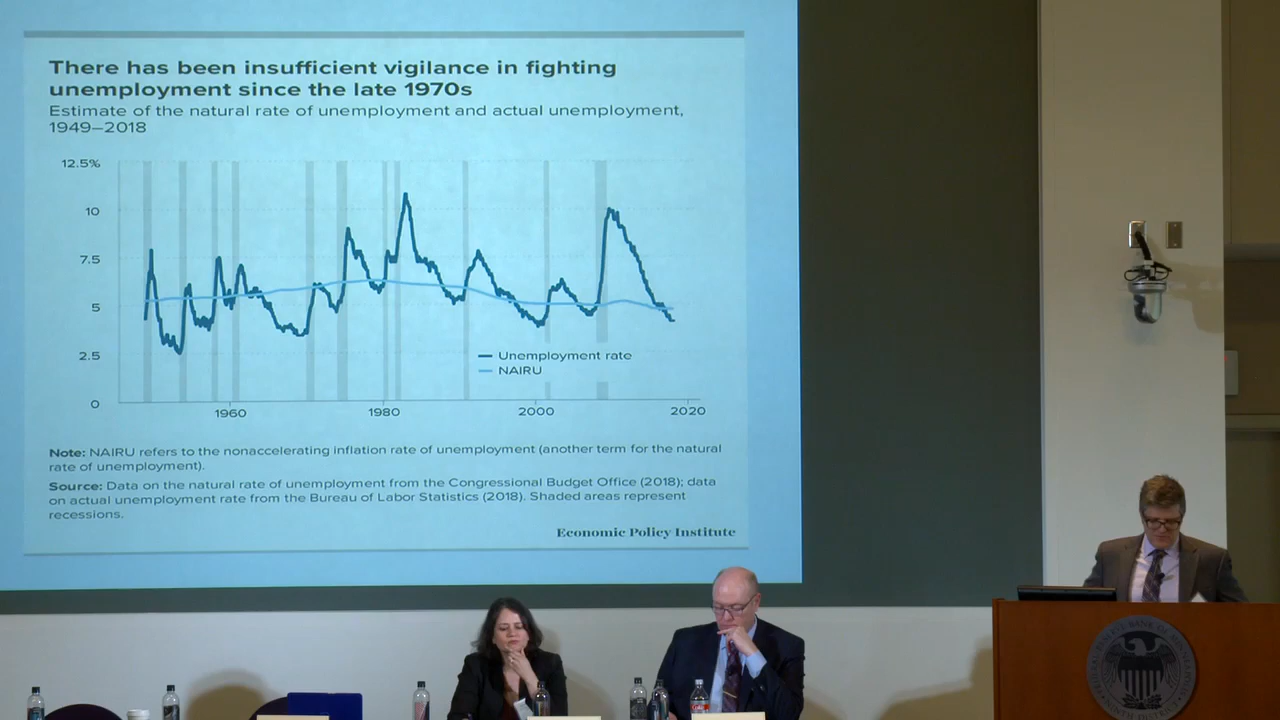 There has been insufficient vigilance in fighting
unemployment since the late 1970s
Estimate of the natural rate of unemployment and actual unemployment,
1949–2018
12.5%
10
7.5
5
2.5
0
Unemployment rate
NAIRU
1960
1980
2000
2020
Note: NAIRU refers to the nonaccelerating inflation rate of unemployment (another term for the natural
rate of unemployment).
Source: Data on the natural rate of unemployment from the Congressional Budget Office (2018); data
on actual unemployment rate from the Bureau of Labor Statistics (2018). Shaded areas represent
recessions.
Economic Policy Institute